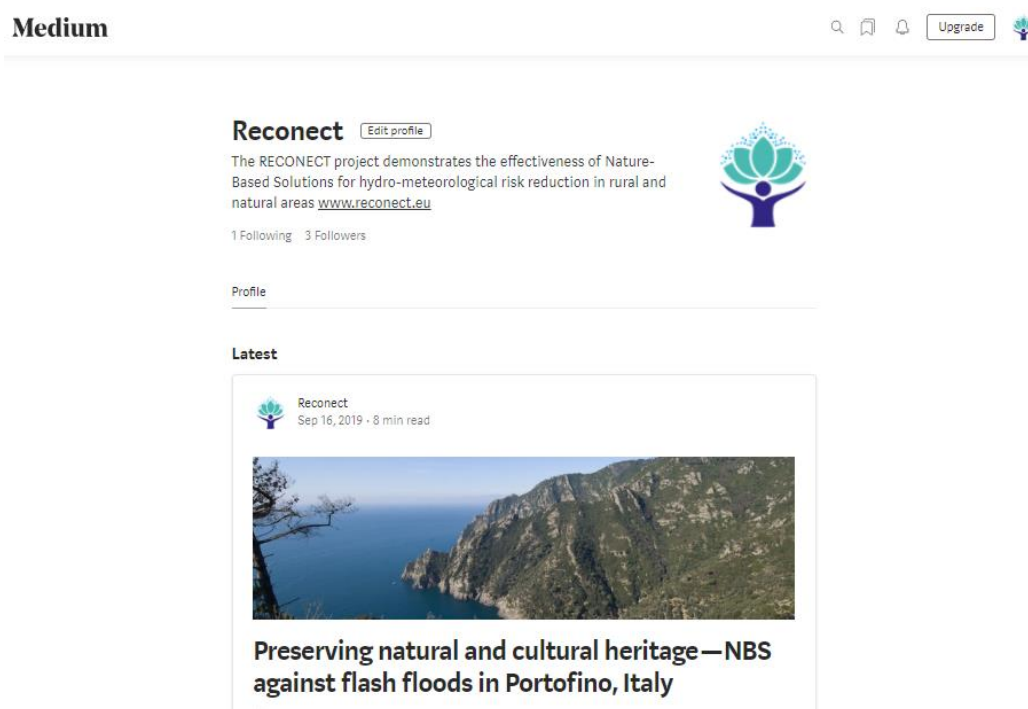 Medium
Upgrade
Reconect Edit profile
The RECONECT project demonstrates the effectiveness of Nature-
Based Solutions for hydro-meteorological risk reduction in rural and
natural areas www.reconect.eu
1 Following 3 Followers
Profile
Latest
Reconect
Sep 16, 2019 · 8 min read
Preserving natural and cultural heritage—NBS
against flash floods in Portofino, Italy